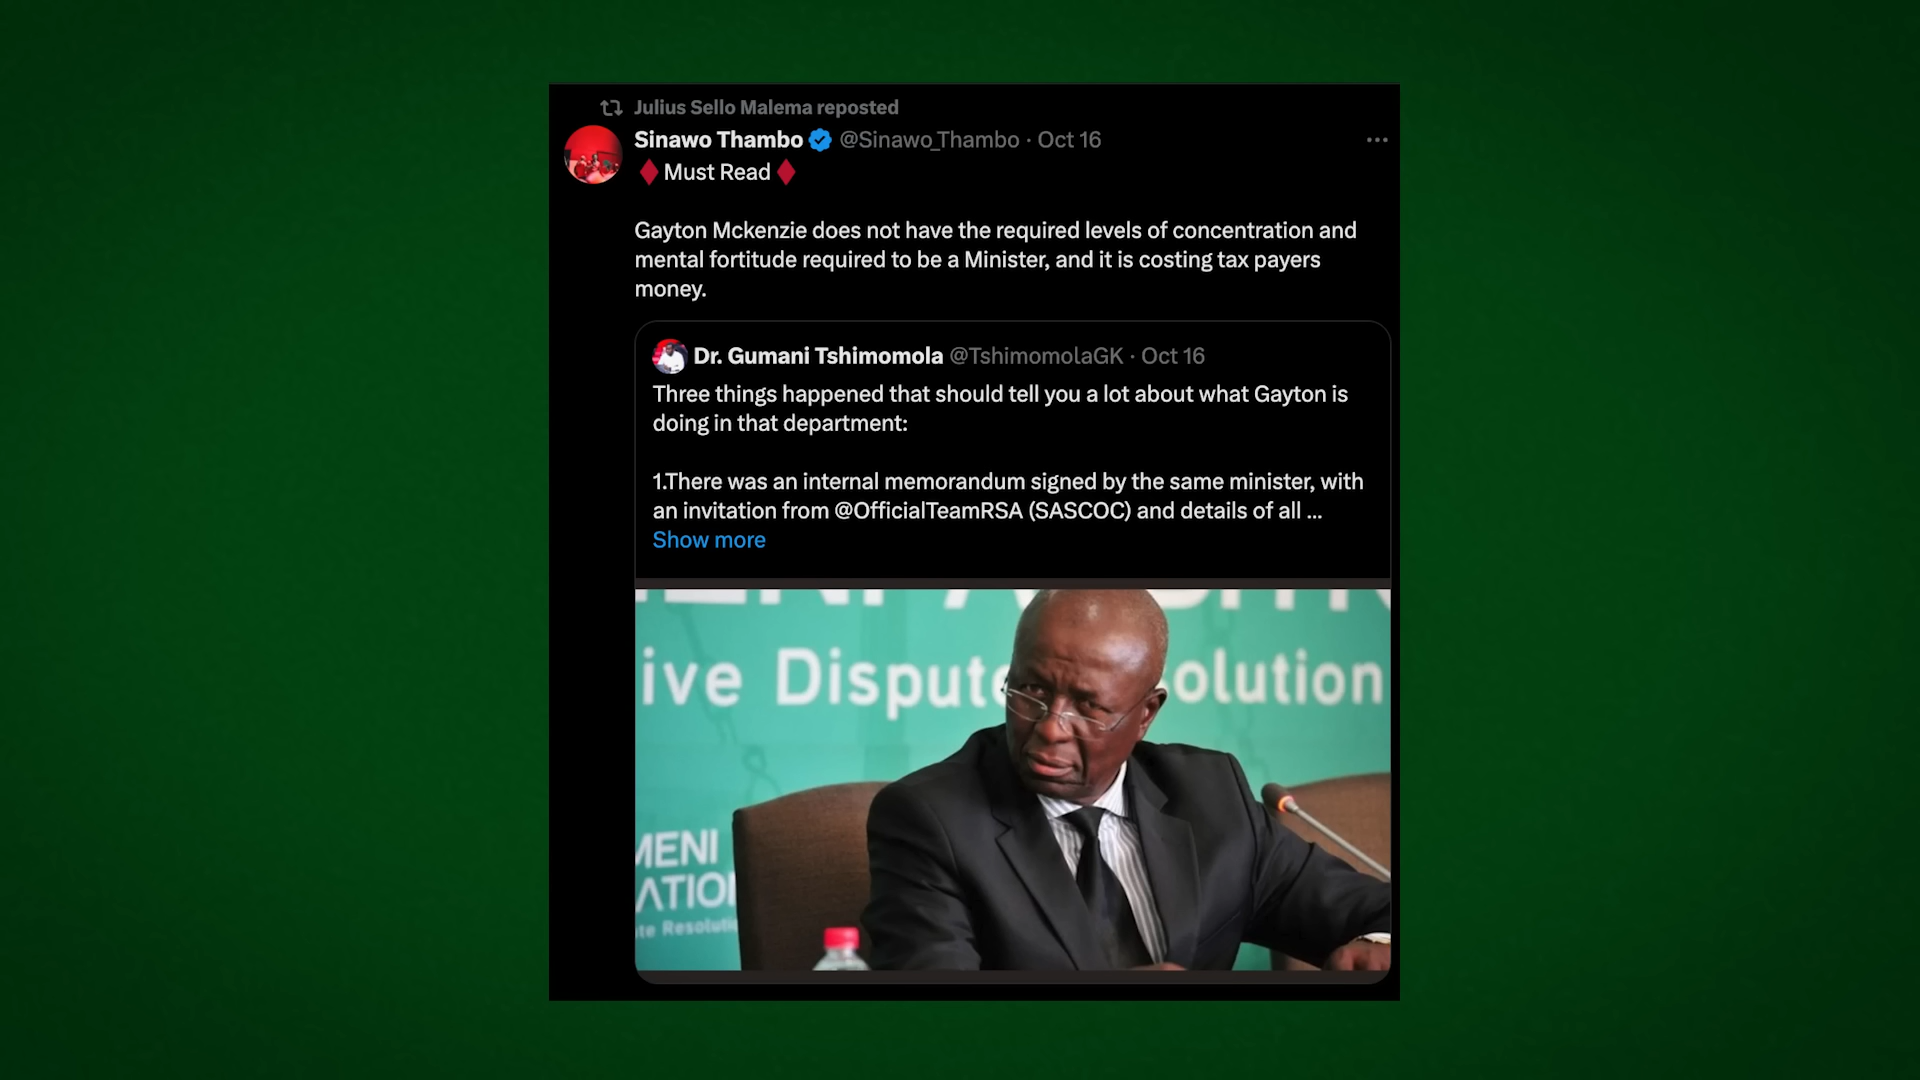 Julius Sello Malema reposted
Sinawo Thambo @Sinawo_Thambo · Oct 16
♦️Must Read♦️
Gayton Mckenzie does not have the required levels of concentration and
mental fortitude required to be a Minister, and it is costing tax payers
money.
Dr. Gumani Tshimomola @TshimomolaGK · Oct 16
Three things happened that should tell you a lot about what Gayton is
doing in that department:
1.There was an internal memorandum signed by the same minister, with
an invitation from @OfficialTeamRSA (SASCOC) and details of all ...
Show more
ive Dispute
olution
MENI
ATIO
te Resoluti